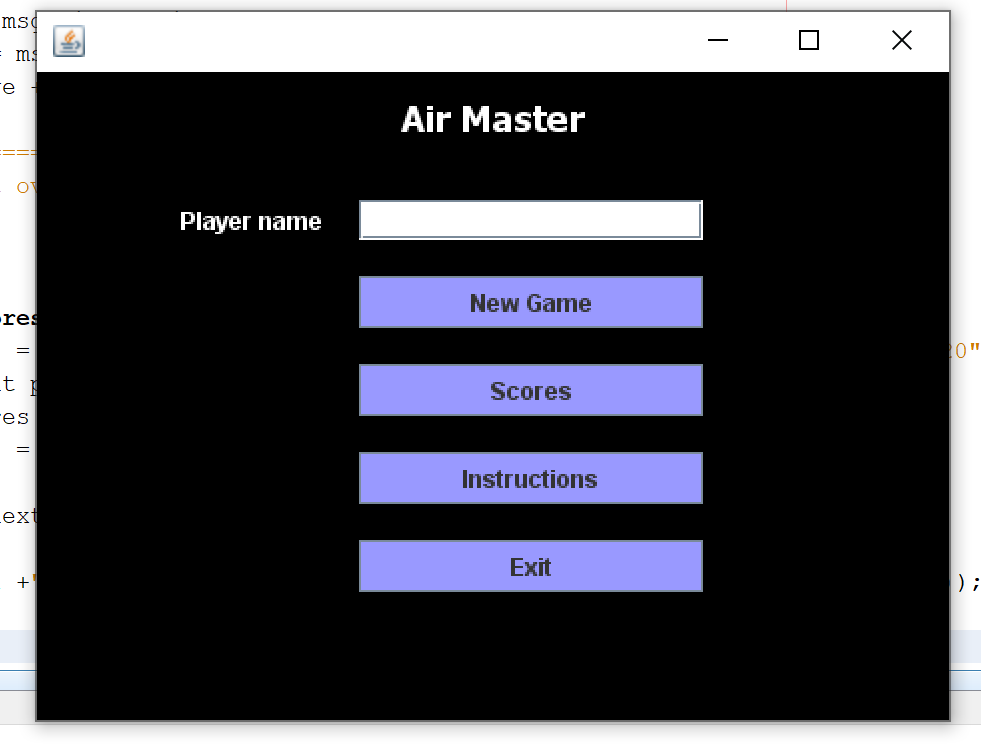 Air Master
Player name
New Game
Scores
Instructions
Exit